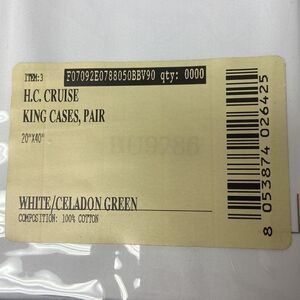 ITEM:3 F07092E0788050BBV90 qty: 0000
H.C. CRUISE
KING CASES, PAIR
20"X40"
WHITE/CELADON GREEN
COMPOSITION: 100% COTTON
8 053874 026425